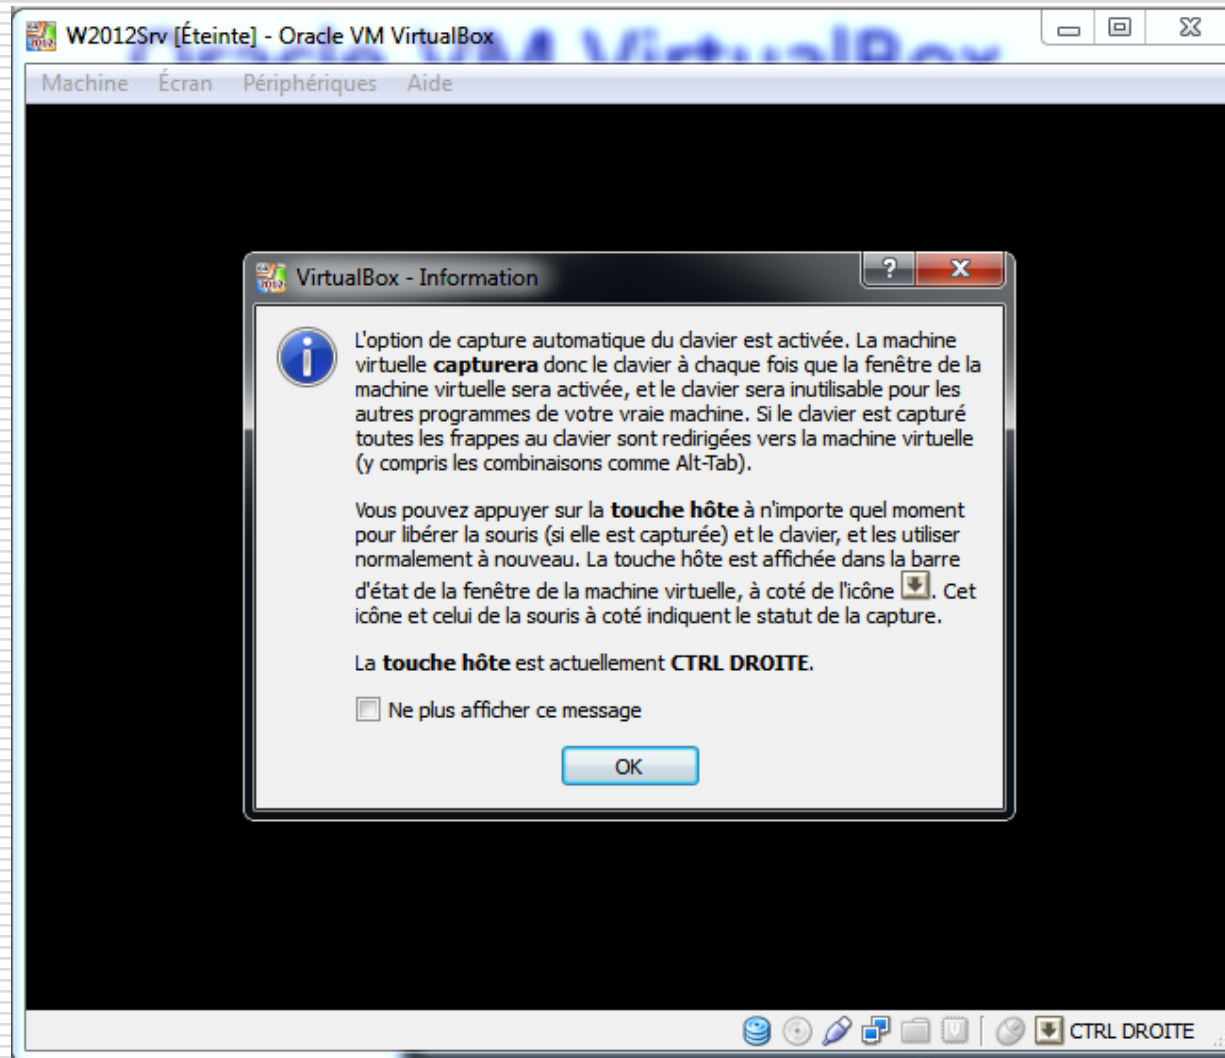 W2012Srv [Éteinte] - Oracle VM VirtualBox
Oracle VM VirtualBox
Machine Écran Périphériques Aide
VirtualBox - Information
L'option de capture automatique du clavier est activée. La machine
virtuelle capturera donc le clavier à chaque fois que la fenêtre de la
machine virtuelle sera activée, et le clavier sera inutilisable pour les
autres programmes de votre vraie machine. Si le clavier est capturé
toutes les frappes au clavier sont redirigées vers la machine virtuelle
(y compris les combinaisons comme Alt-Tab).
Vous pouvez appuyer sur la touche hôte à n'importe quel moment
pour libérer la souris (si elle est capturée) et le clavier, et les utiliser
normalement à nouveau. La touche hôte est affichée dans la barre
d'état de la fenêtre de la machine virtuelle, à coté de l'icône . Cet
icône et celui de la souris à coté indiquent le statut de la capture.
La touche hôte est actuellement CTRL DROITE.
Ne plus afficher ce message
OK
CTRL DROITE